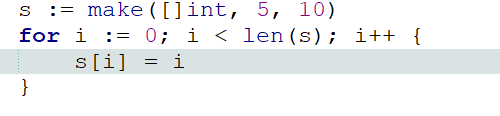 s := make([]int, 5, 10)
for i := 0; i < len(s); i++ {
    s[i] = i
}